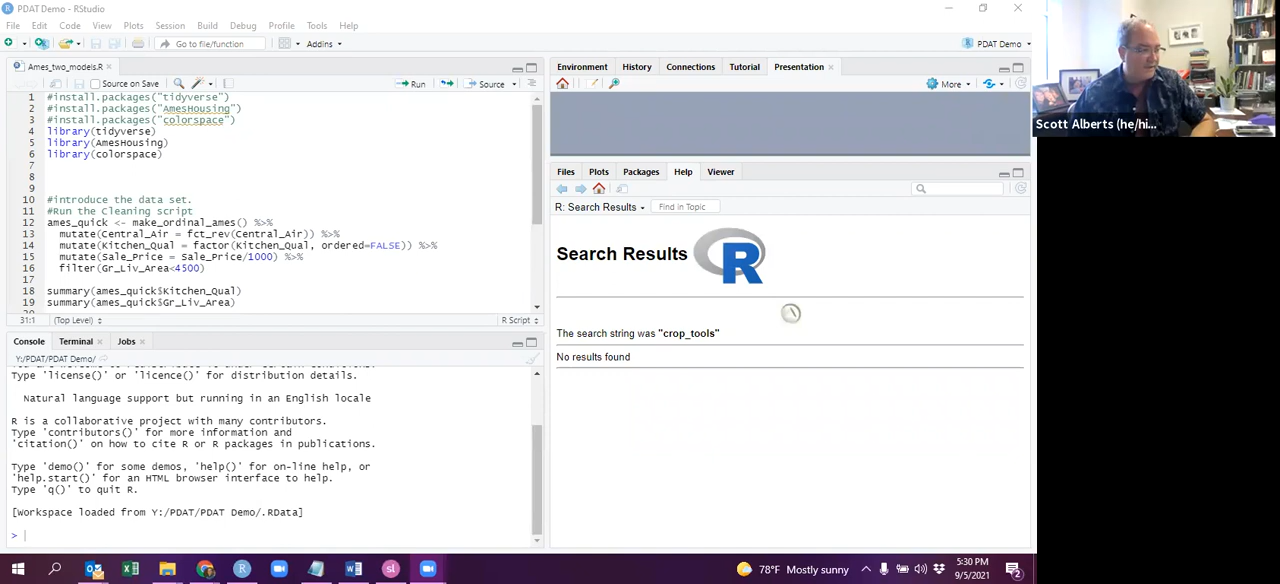 PDAT Demo - RStudio
File Edit Code View Plots Session Build Debug Profile Tools Help
Go to file/function
Addins
PDAT Demo
Ames_two_models.R
Source on Save
Run
Source
1 #install.packages("tidyverse")
2 #install.packages("AmesHousing")
3 #install.packages("colorspace")
4 library(tidyverse)
5 library(AmesHousing)
6 library(colorspace)
7
8
9
10 #introduce the data set.
11 #Run the Cleaning script
12 ames_quick <- make_ordinal_ames() %>%
13 mutate(Central_Air = fct_rev(Central_Air)) %>%
14 mutate(Kitchen_Qual = factor(Kitchen_Qual, ordered=FALSE)) %>%
15 mutate(Sale_Price = Sale_Price/1000) %>%
16 filter(Gr_Liv_Area<4500)
17
18 summary(ames_quick$Kitchen_Qual)
19 summary(ames_quick$Gr_Liv_Area)
31:1 (Top Level) R Script
Console Terminal Jobs
Y:/PDAT/PDAT Demo/
Type 'license()' or 'licence()' for distribution details.
Natural language support but running in an English locale
R is a collaborative project with many contributors.
Type 'contributors()' for more information and
'citation()' on how to cite R or R packages in publications.
Type 'demo()' for some demos, 'help()' for on-line help, or
'help.start()' for an HTML browser interface to help.
Type 'q()' to quit R.
[Workspace loaded from Y:/PDAT/PDAT Demo/.RData]
>
Environment History Connections Tutorial Presentation
More
Files Plots Packages Help Viewer
R: Search Results Find in Topic
Search Results R
The search string was "crop_tools"
No results found
Scott Alberts (he/hi...
78°F Mostly sunny
5:30 PM
9/5/2021
2